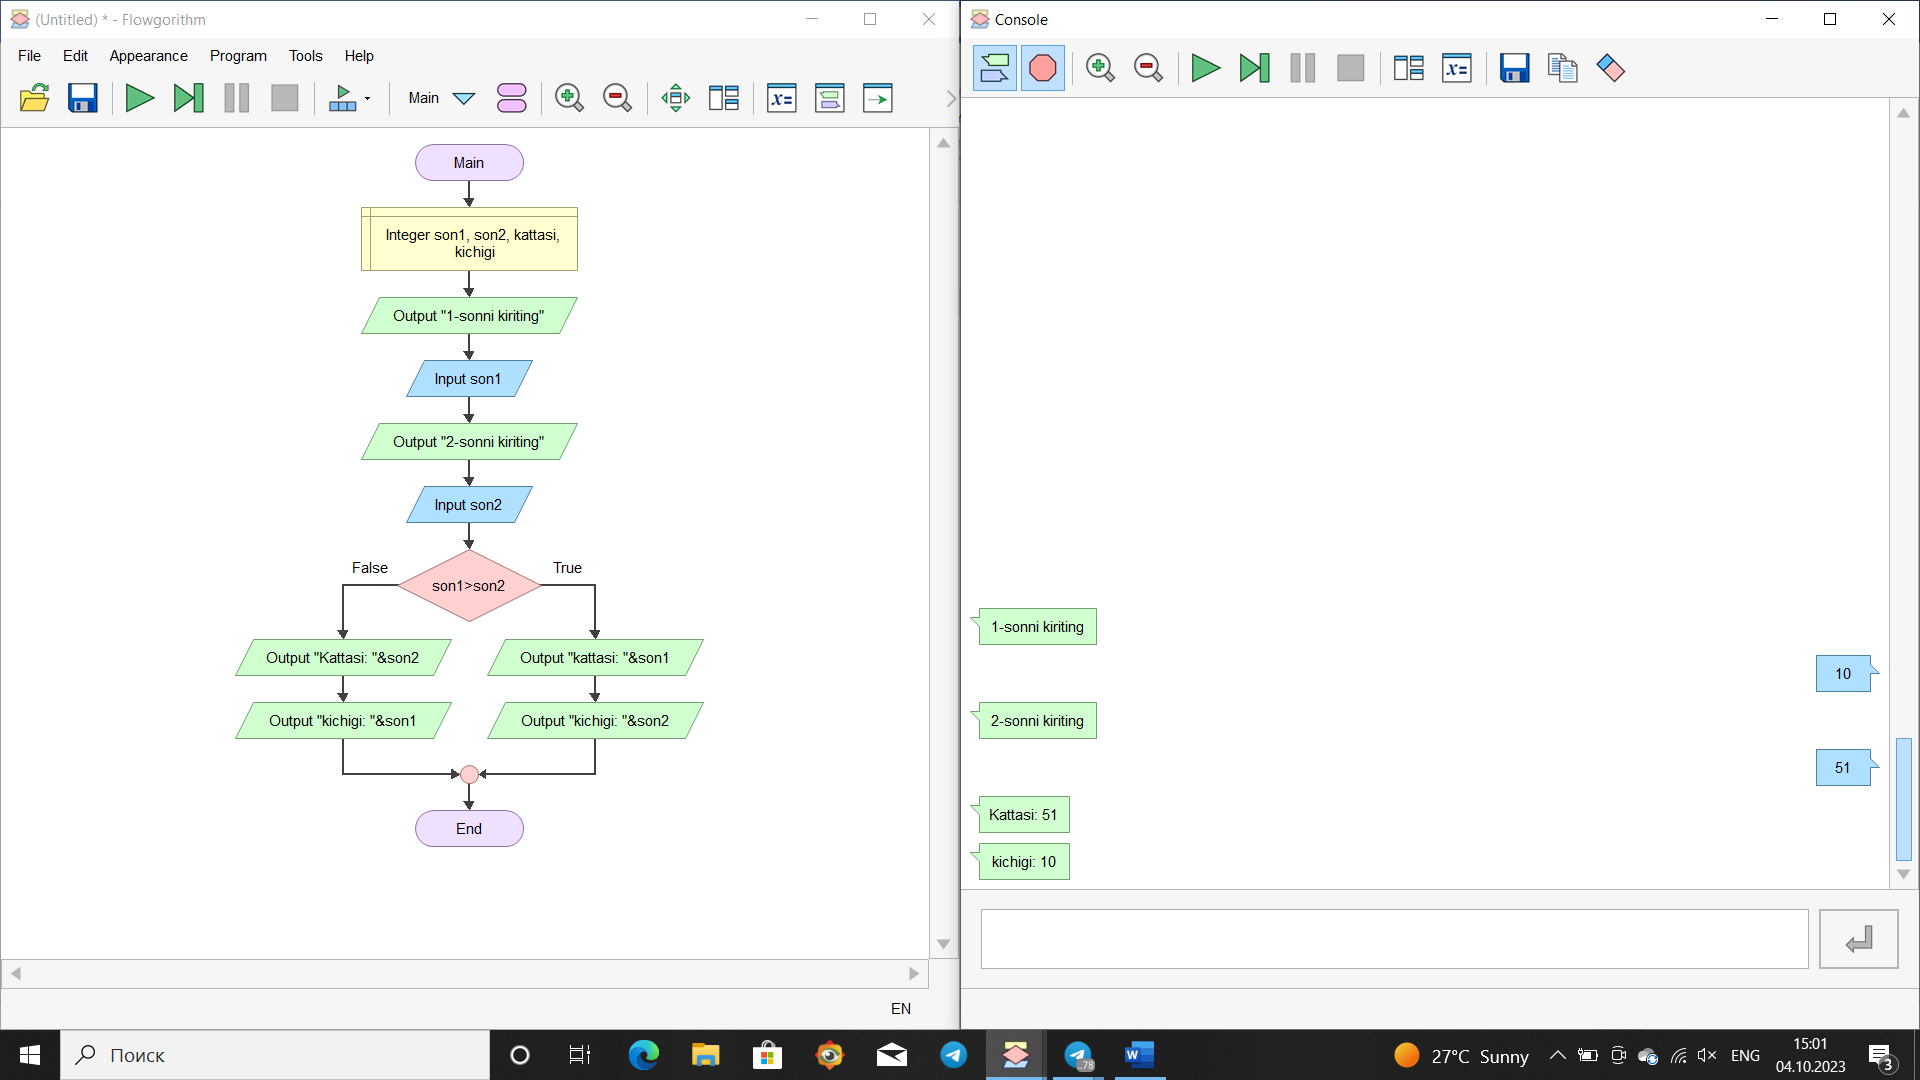 (Untitled) * - Flowgorithm
File Edit Appearance Program Tools Help
Main
x=
Main
Integer son1, son2, kattasi,
kichigi
Output "1-sonni kiriting"
Input son1
Output "2-sonni kiriting"
Input son2
False
True
son1>son2
Output "Kattasi: "&son2
Output "kattasi: "&son1
Output "kichigi: "&son1
Output "kichigi: "&son2
End
EN
Console
x=
1-sonni kiriting
10
2-sonni kiriting
51
Kattasi: 51
kichigi: 10
Поиск
..78
W
27°C Sunny
ENG
15:01
04.10.2023
3